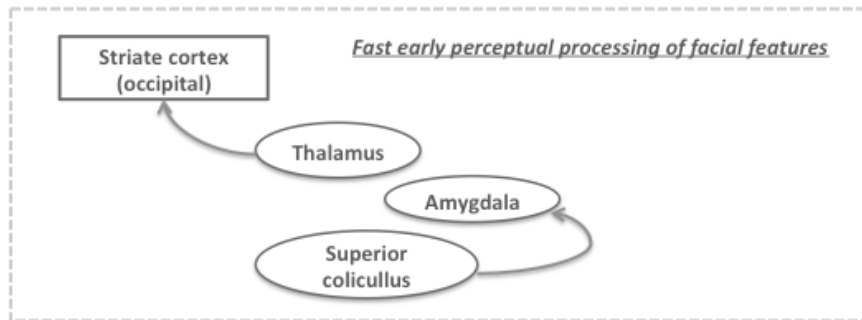 Fast early perceptual processing of facial features
Striate cortex
(occipital)
Thalamus
Amygdala
Superior
colicullus